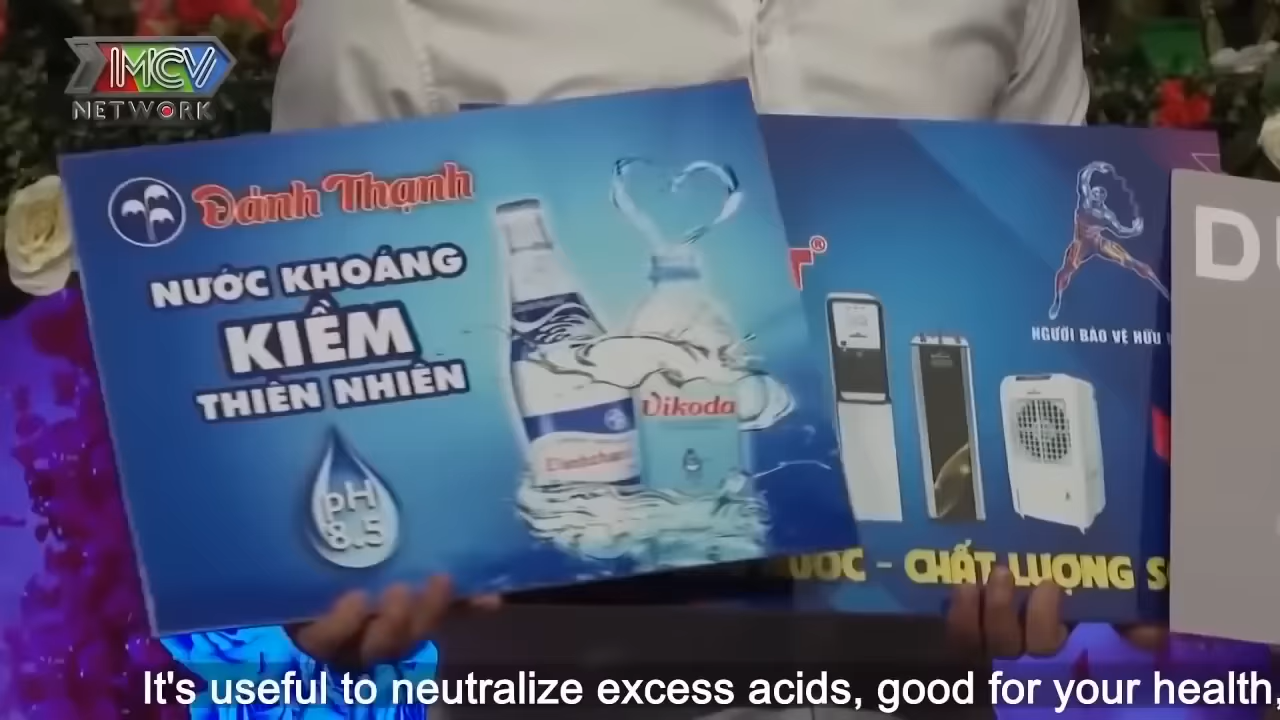 MCV
NETWORK
Đảnh Thạnh
NƯỚC KHOÁNG
KIỀM
THIÊN NHIÊN
pH
8.5
Vikoda
®
NGƯỜI BẢO VỆ HỮU
CHẤT LƯỢNG
It's useful to neutralize excess acids, good for your health,